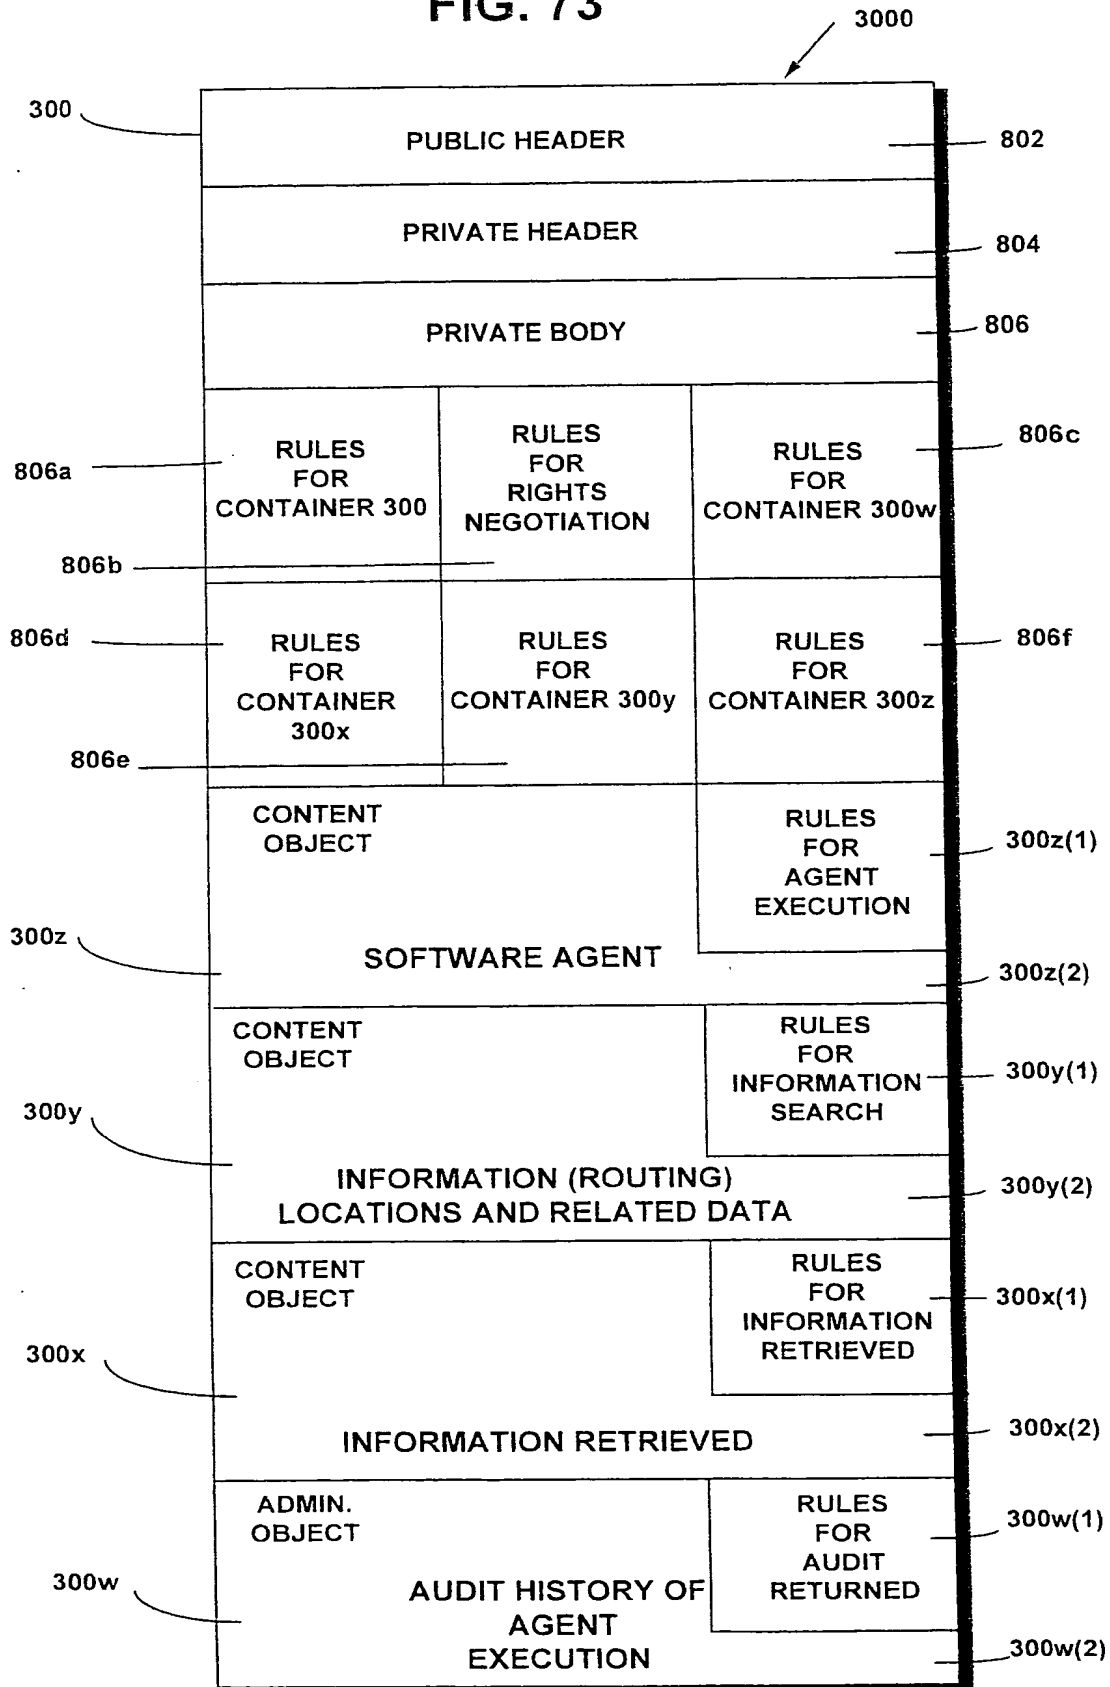 FIG. 73
3000
300
PUBLIC HEADER
802
PRIVATE HEADER
804
PRIVATE BODY
806
806a
RULES
FOR
CONTAINER 300
RULES
FOR
RIGHTS
NEGOTIATION
806b
RULES
FOR
CONTAINER 300w
806c
806d
RULES
FOR
CONTAINER
300x
RULES
FOR
CONTAINER 300y
806e
RULES
FOR
CONTAINER 300z
806f
CONTENT
OBJECT
RULES
FOR
AGENT
EXECUTION
300z(1)
300z
SOFTWARE AGENT
300z(2)
CONTENT
OBJECT
RULES
FOR
INFORMATION
SEARCH
300y(1)
300y
INFORMATION (ROUTING)
LOCATIONS AND RELATED DATA
300y(2)
CONTENT
OBJECT
RULES
FOR
INFORMATION
RETRIEVED
300x(1)
300x
INFORMATION RETRIEVED
300x(2)
ADMIN.
OBJECT
RULES
FOR
AUDIT
RETURNED
300w(1)
300w
AUDIT HISTORY OF
AGENT
EXECUTION
300w(2)